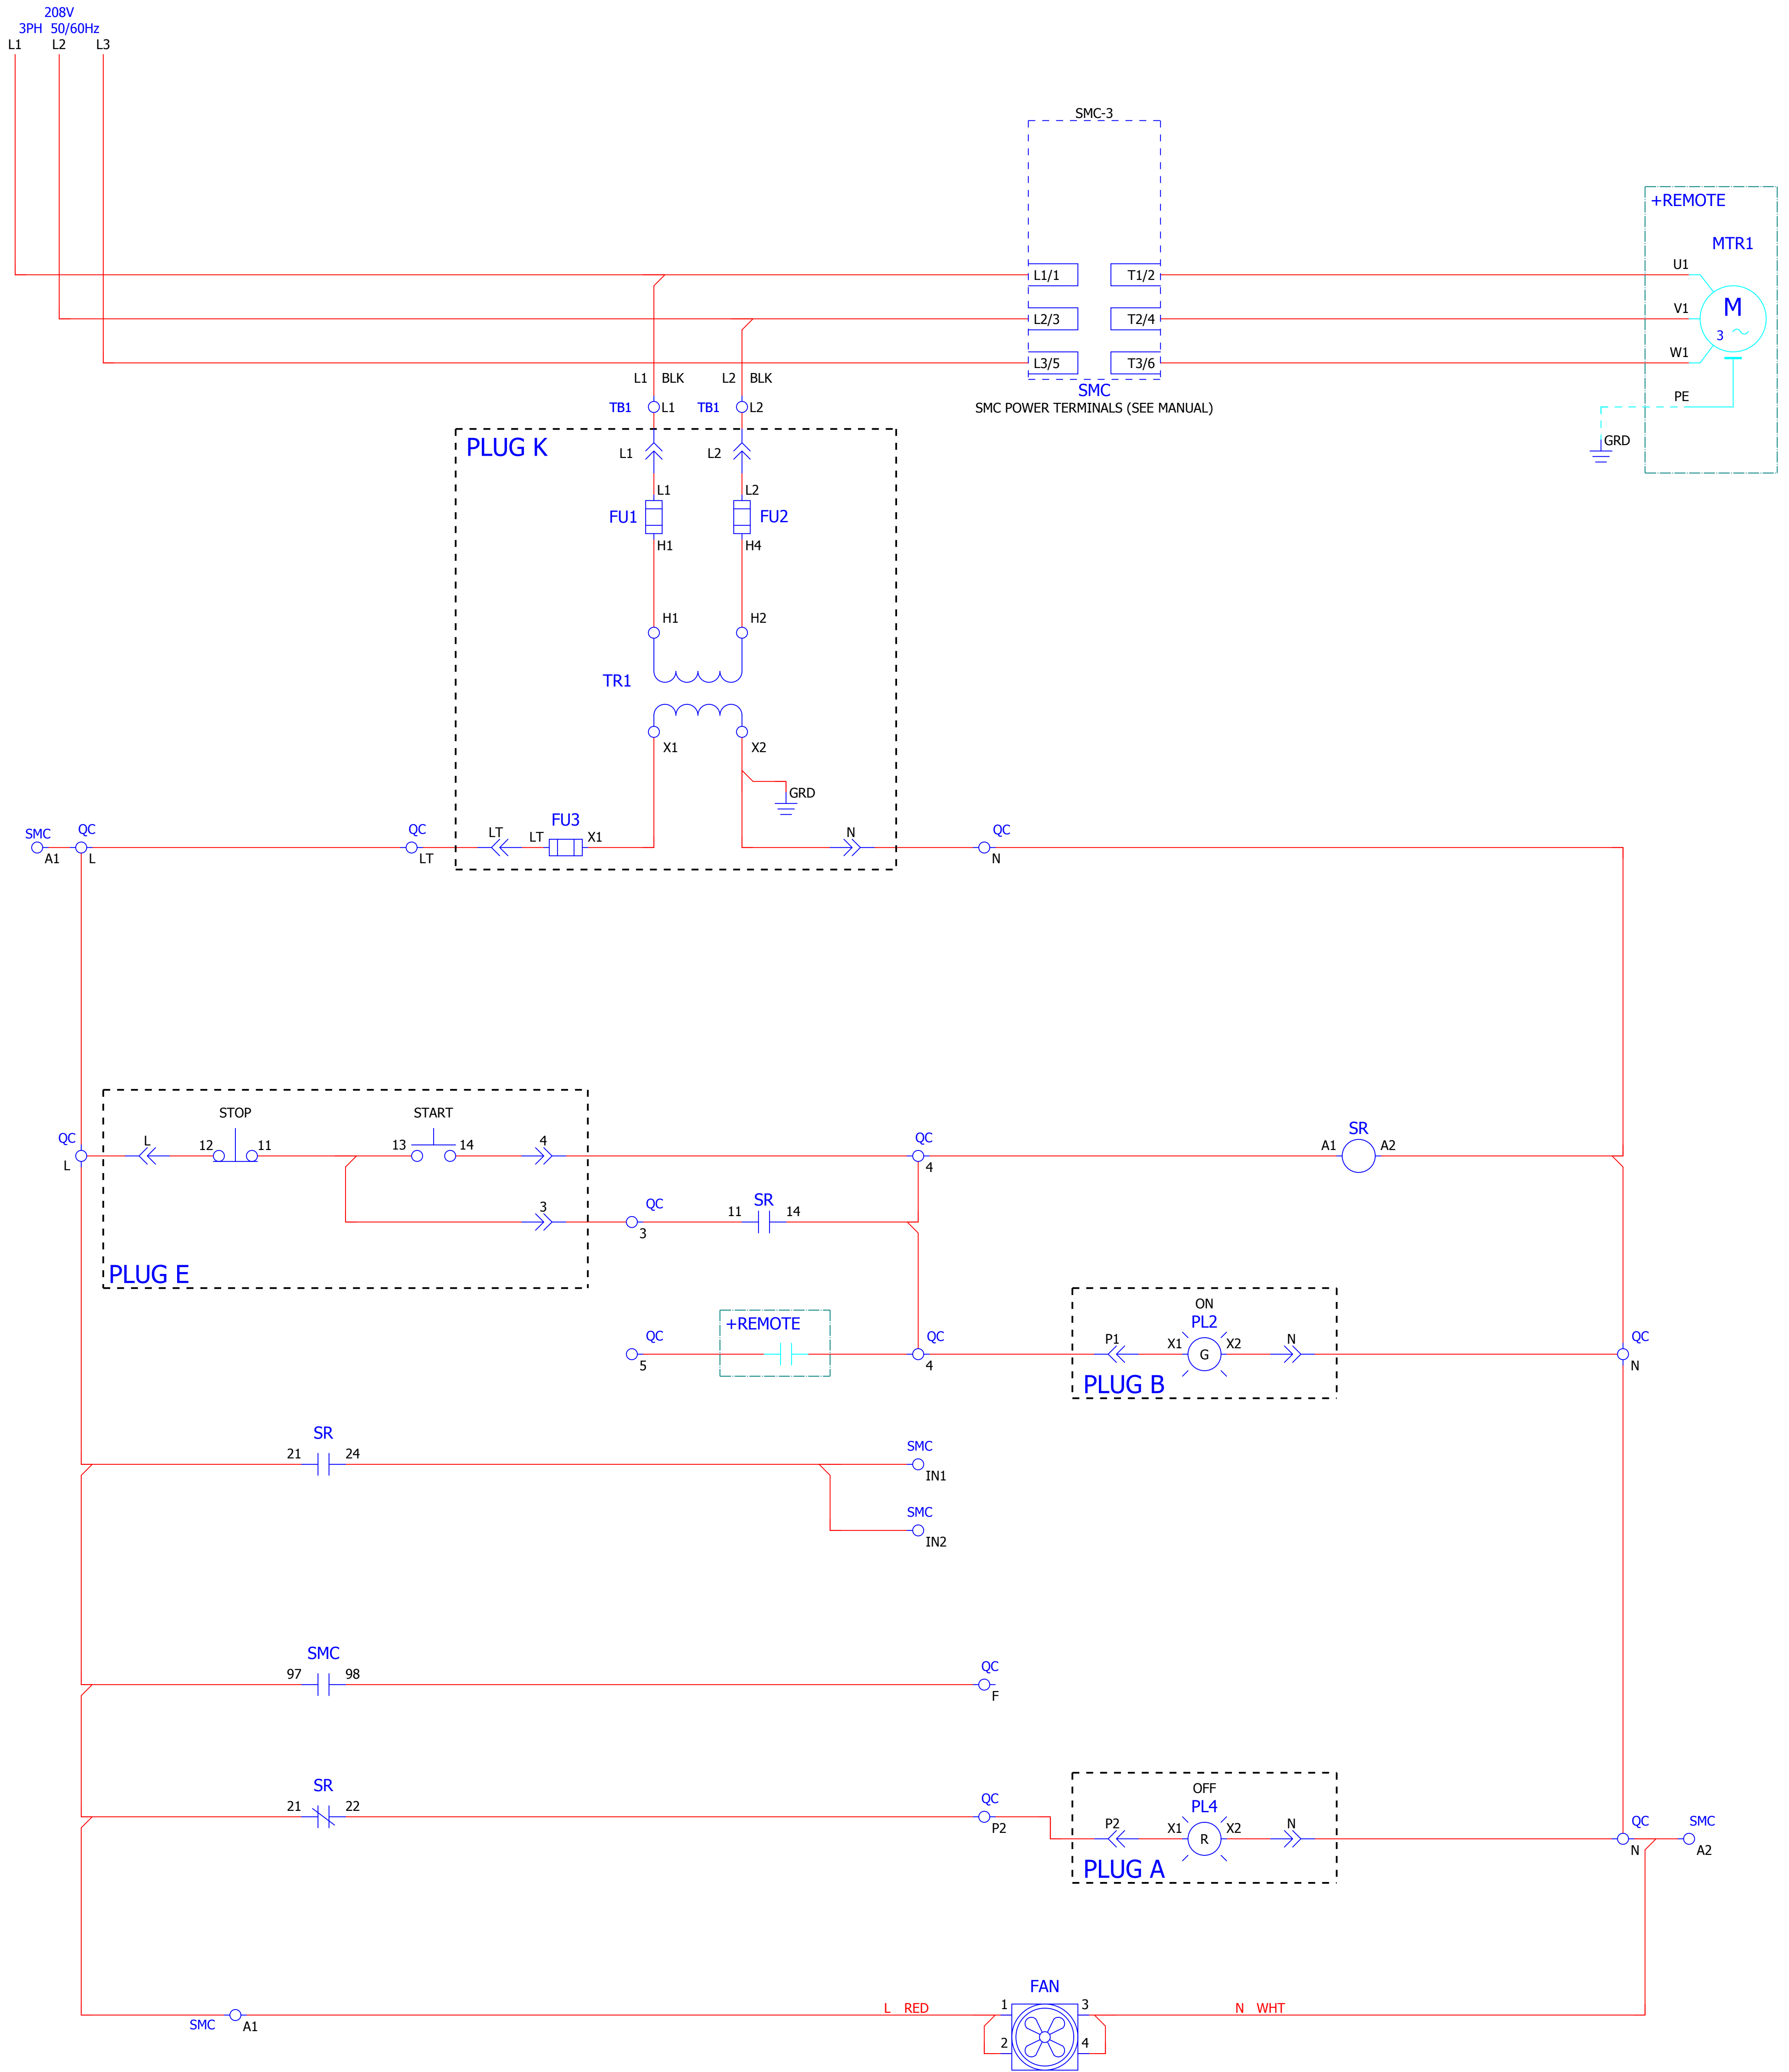 208V
3PH 50/60Hz
L1 L2 L3
SMC-3
+REMOTE
MTR1
U1
L1/1 T1/2
M
3
V1
L2/3 T2/4
W1
L3/5 T3/6
L1 BLK L2 BLK
SMC
PE
TB1 L1 TB1 L2
SMC POWER TERMINALS (SEE MANUAL)
GRD
PLUG K
L1 L2
L1 L2
FU1 FU2
H1 H4
H1 H2
TR1
X1 X2
GRD
FU3
SMC QC QC LT LT X1 N QC
A1 L LT N
STOP START
QC L 12 11 13 14 4 QC SR
A1 A2
L 4
3 QC 11 SR 14
3
PLUG E
ON
+REMOTE PL2
QC QC P1 X1 G X2 N QC
5 4 N
PLUG B
SR
21 24 SMC
IN1
SMC
IN2
SMC
97 98 QC
F
SR OFF
21 22 QC PL4
P2 P2 X1 R X2 N QC SMC
N A2
PLUG A
FAN
L RED 1 3 N WHT
SMC A1
2 4